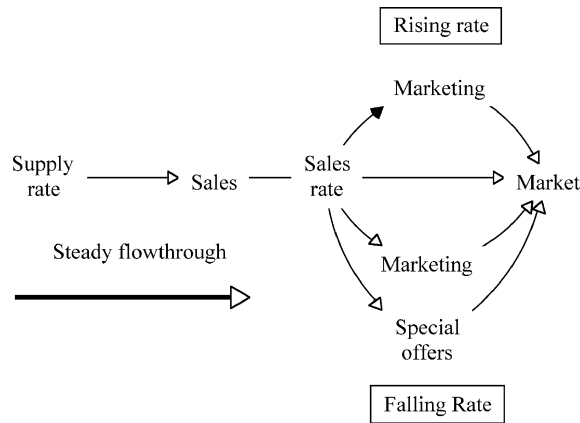 Rising rate
Marketing
Supply
rate
Sales
Sales
rate
Market
Steady flowthrough
Marketing
Special
offers
Falling Rate